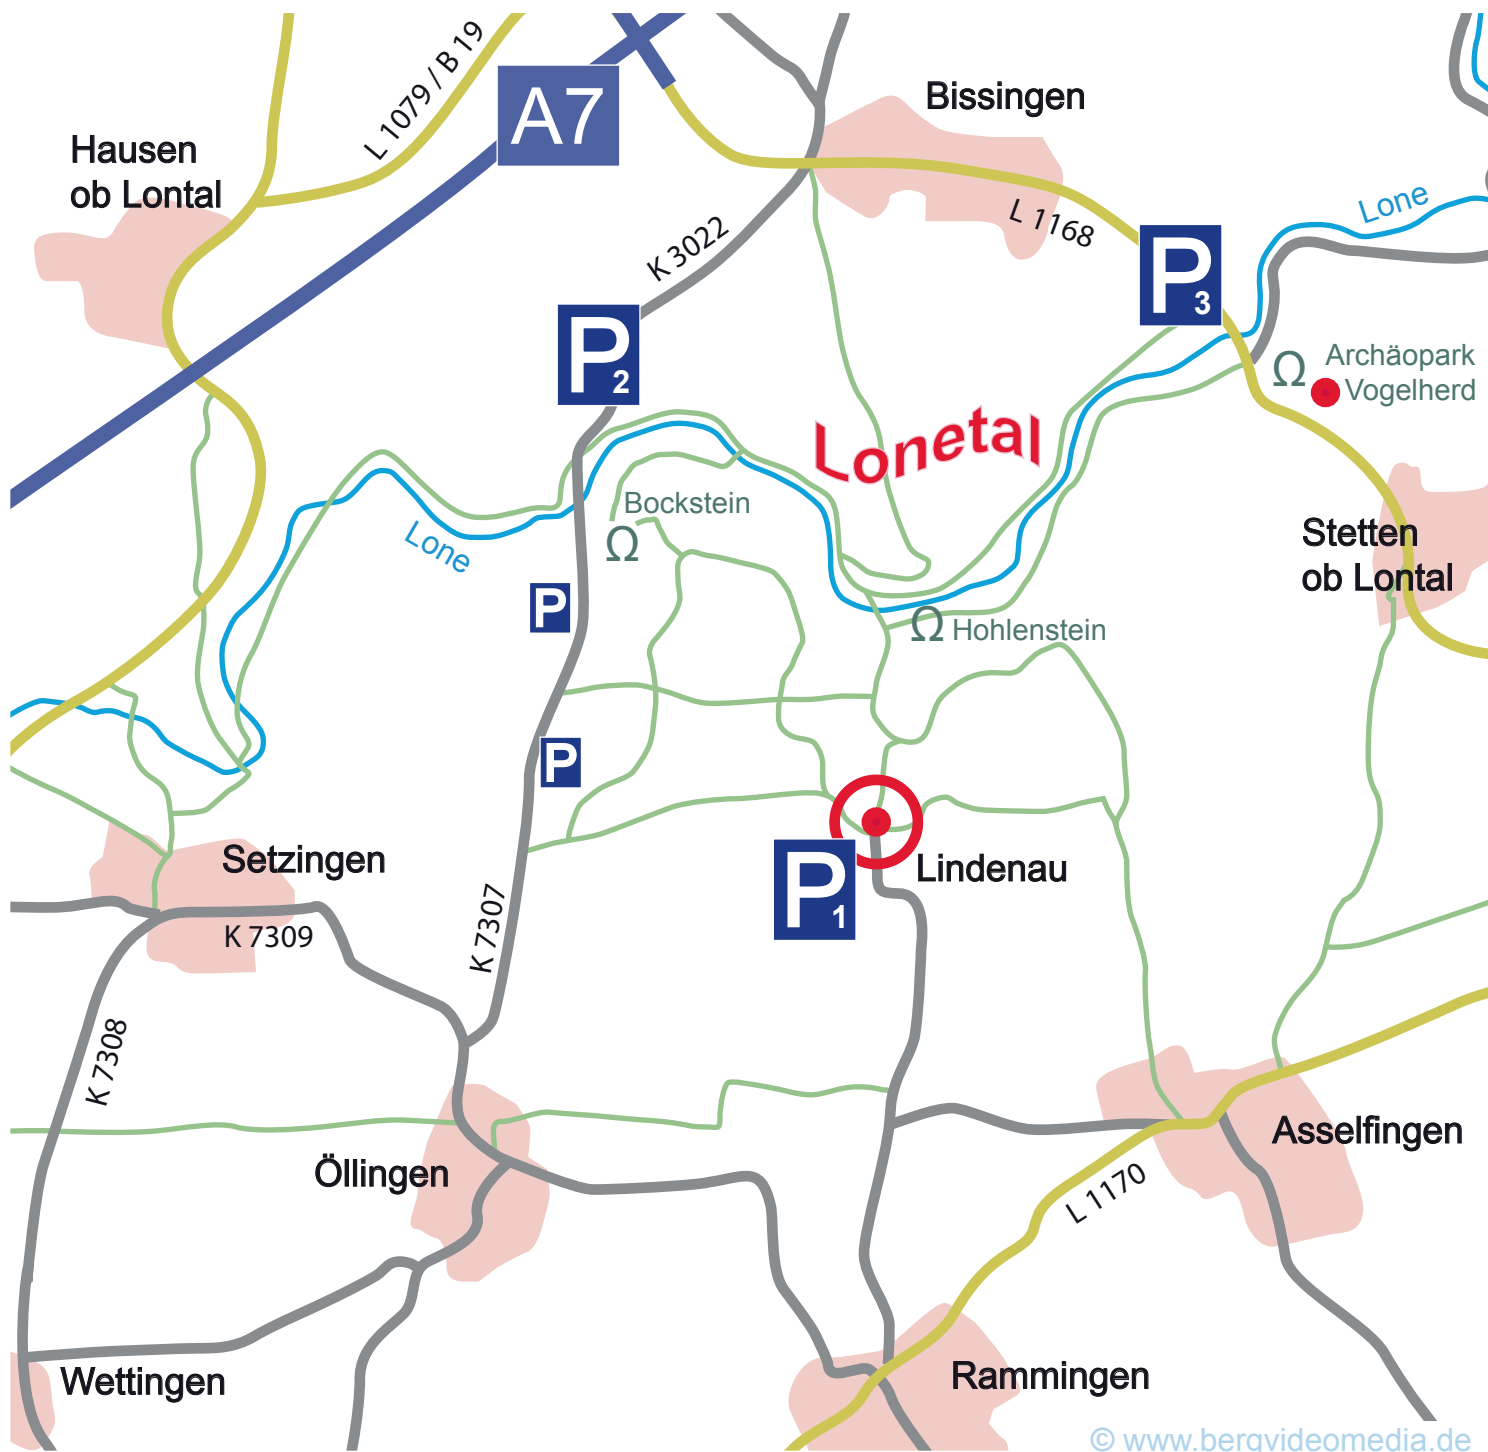 L 1079 / B 19
A7
Bissingen
Hausen
ob Lontal
Lone
L 1168
K 3022
P
3
P
2
Archäopark
Ω
Vogelherd
Lonetal
Bockstein
Ω
Lone
Stetten
ob Lontal
P
Ω Hohlenstein
P
Setzingen
Lindenau
P
1
K 7309
K 7307
K 7308
Asselfingen
Öllingen
L 1170
Wettingen
Rammingen
© www.bergvideomedia.de